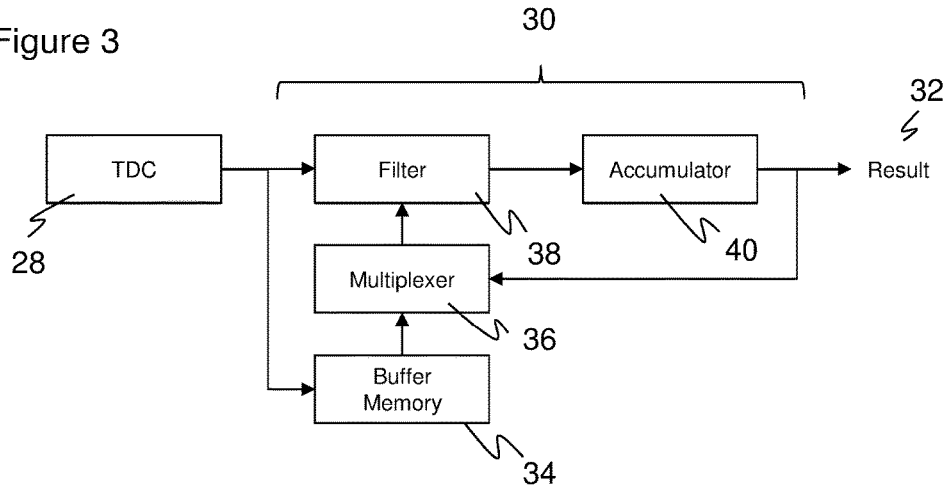 Figure 3
30
32
TDC
Filter
Accumulator
Result
28
38
40
Multiplexer
36
Buffer
Memory
34